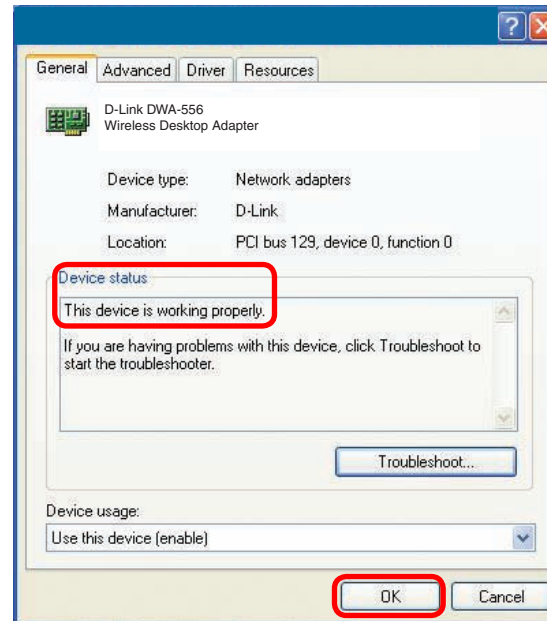 General Advanced Driver Resources
D-Link DWA-556
Wireless Desktop Adapter
Device type: Network adapters
Manufacturer: D-Link
Location: PCI bus 129, device 0, function 0
Device status
This device is working properly.
If you are having problems with this device, click Troubleshoot to
start the troubleshooter.
Troubleshoot...
Device usage:
Use this device (enable)
OK Cancel